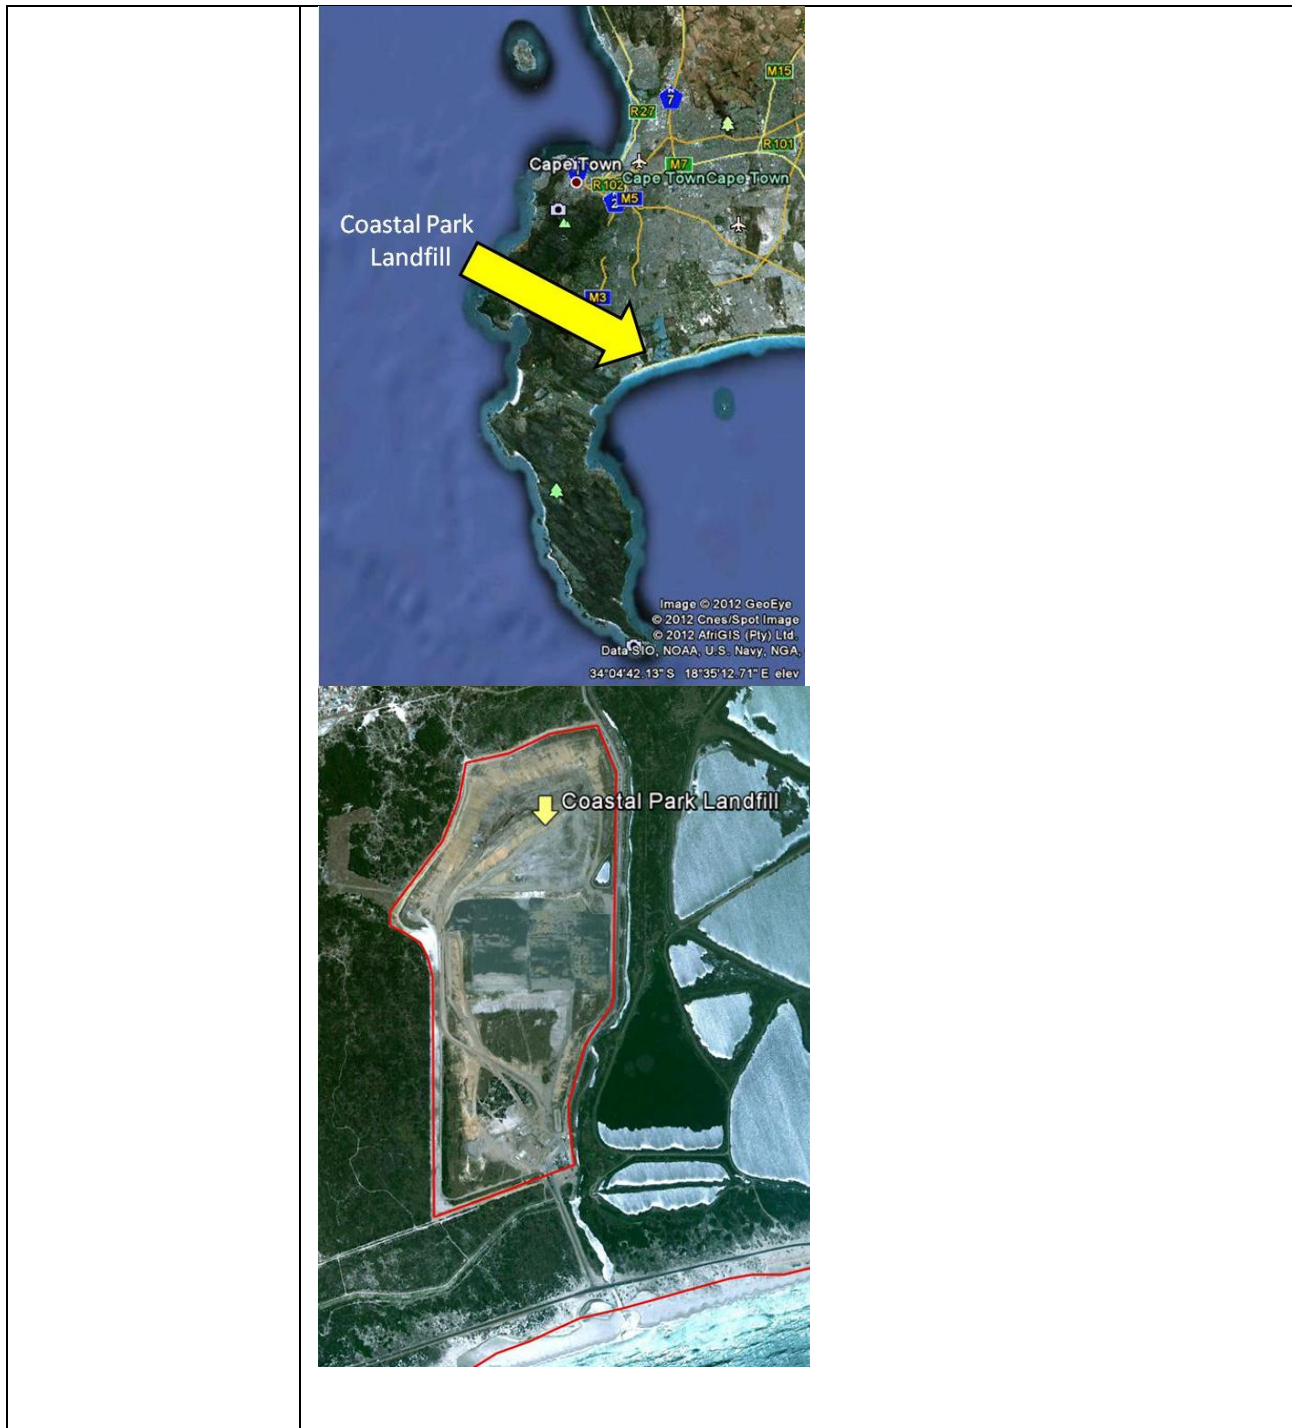 M15
7
R27
R101
Cape Town
M7
R102
Cape Town Cape Town
2
M5
Coastal Park
Landfill
M3
Image © 2012 GeoEye
© 2012 Cnes/Spot Image
© 2012 AfriGIS (Pty) Ltd.
Data SIO, NOAA, U.S. Navy, NGA,
34°04'42.13" S 18°35'12.71" E elev
Coastal Park Landfill